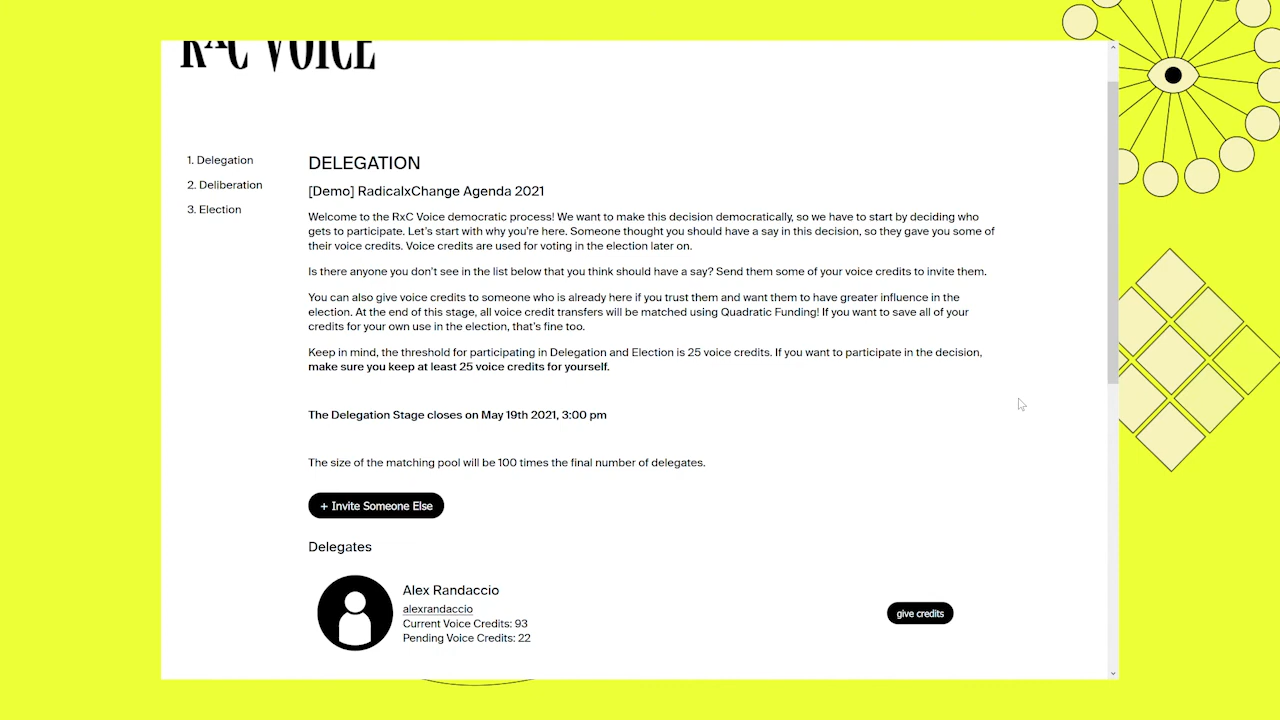 RxC VOICE
1. Delegation
2. Deliberation
3. Election
DELEGATION
[Demo] RadicalxChange Agenda 2021
Welcome to the RxC Voice democratic process! We want to make this decision democratically, so we have to start by deciding who
gets to participate. Let's start with why you're here. Someone thought you should have a say in this decision, so they gave you some of
their voice credits. Voice credits are used for voting in the election later on.
Is there anyone you don't see in the list below that you think should have a say? Send them some of your voice credits to invite them.
You can also give voice credits to someone who is already here if you trust them and want them to have greater influence in the
election. At the end of this stage, all voice credit transfers will be matched using Quadratic Funding! If you want to save all of your
credits for your own use in the election, that's fine too.
Keep in mind, the threshold for participating in Delegation and Election is 25 voice credits. If you want to participate in the decision,
make sure you keep at least 25 voice credits for yourself.
The Delegation Stage closes on May 19th 2021, 3:00 pm
The size of the matching pool will be 100 times the final number of delegates.
+ Invite Someone Else
Delegates
Alex Randaccio
alexrandaccio
Current Voice Credits: 93
Pending Voice Credits: 22
give credits